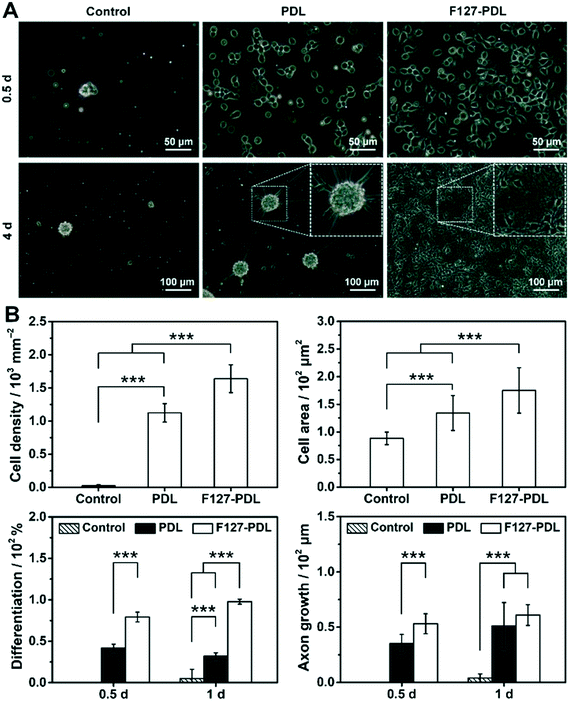 A
Control PDL F127-PDL
0.5 d
50 µm 50 µm 50 µm
4 d
100 µm 100 µm 100 µm
B
Cell density / 10³ mm⁻²
2.5
2.0
1.5
1.0
0.5
0.0
***
***
Control PDL F127-PDL
Cell area / 10² µm²
3.0
2.5
2.0
1.5
1.0
0.5
0.0
***
***
Control PDL F127-PDL
Differentiation / 10² %
2.0
1.5
1.0
0.5
0.0
Control PDL F127-PDL
***
***
***
0.5 d 1 d
Axon growth / 10² µm
2.0
1.5
1.0
0.5
0.0
Control PDL F127-PDL
***
***
0.5 d 1 d